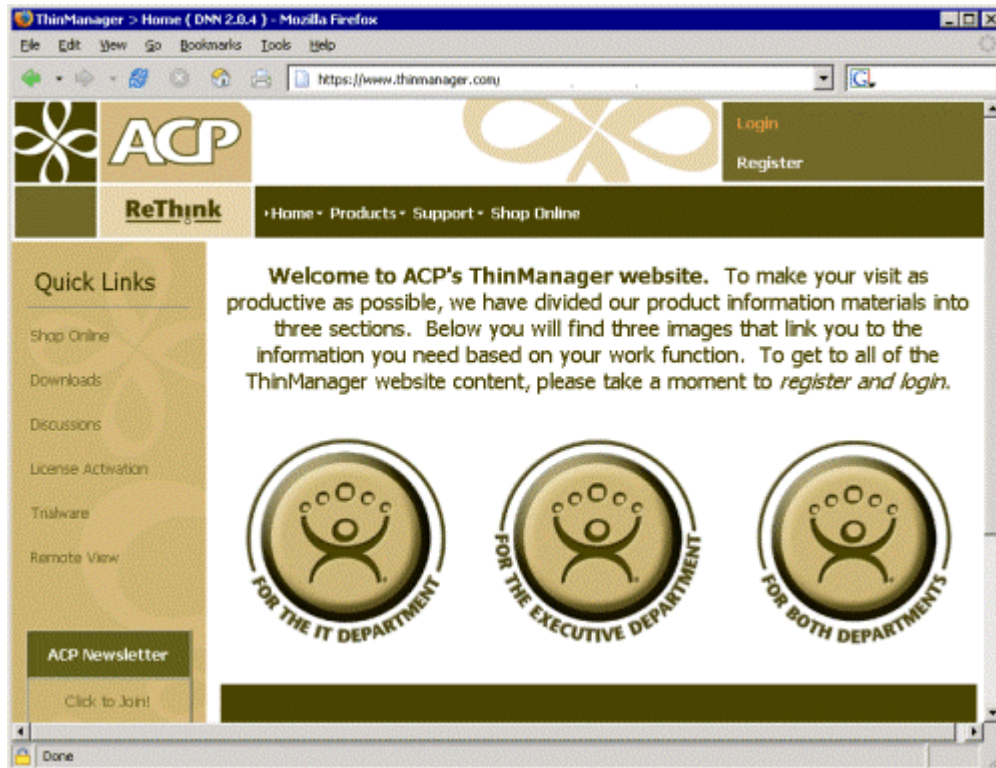 ThinManager > Home ( DNN 2.0.4 ) - Mozilla Firefox
File Edit View Go Bookmarks Tools Help
https://www.thinmanager.com/
G
ACP
Login
Register
ReThink
Home Products Support Shop Online
Quick Links
Shop Online
Downloads
Discussions
License Activation
Trialware
Remote View
ACP Newsletter
Click to Join!
Welcome to ACP's ThinManager website. To make your visit as
productive as possible, we have divided our product information materials into
three sections. Below you will find three images that link you to the
information you need based on your work function. To get to all of the
ThinManager website content, please take a moment to register and login.
FOR THE IT DEPARTMENT
FOR THE EXECUTIVE DEPARTMENT
FOR BOTH DEPARTMENTS
Done